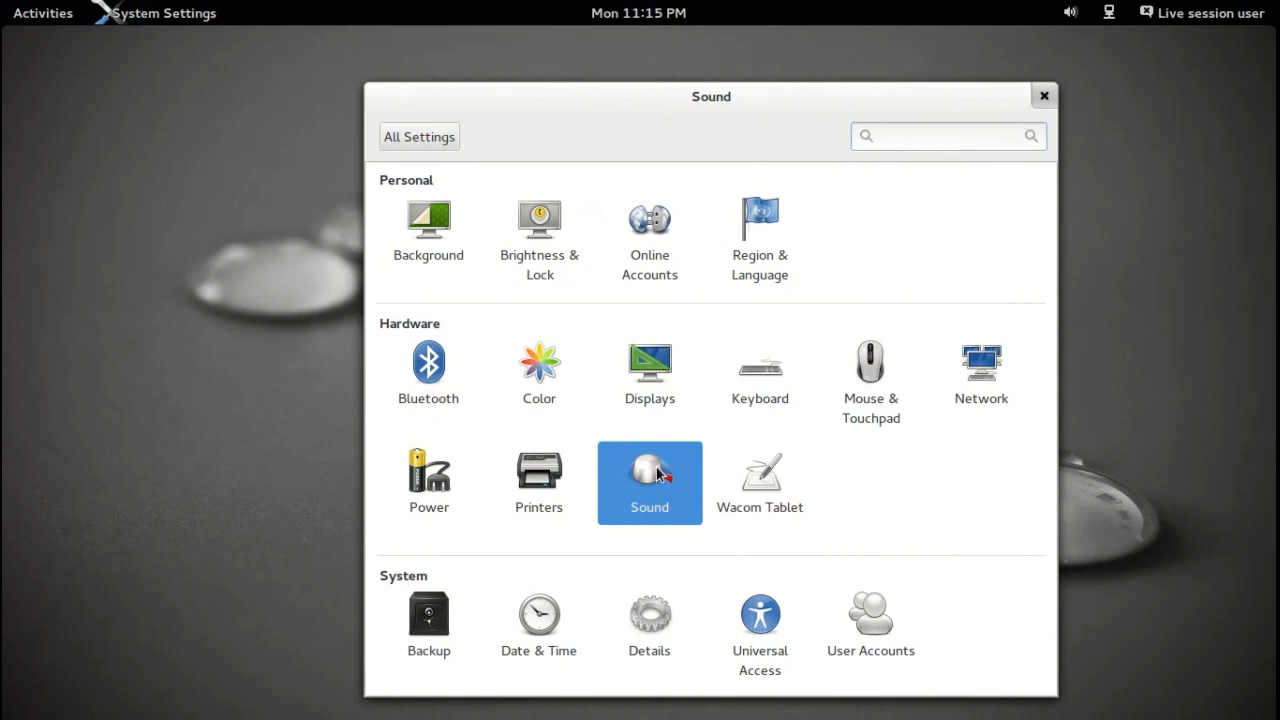 Activities
System Settings
Mon 11:15 PM
Live session user
Sound
All Settings
Personal
Background
Brightness &
Lock
Online
Accounts
Region &
Language
Hardware
Bluetooth
Color
Displays
Keyboard
Mouse &
Touchpad
Network
Power
Printers
Sound
Wacom Tablet
System
Backup
Date & Time
Details
Universal
Access
User Accounts